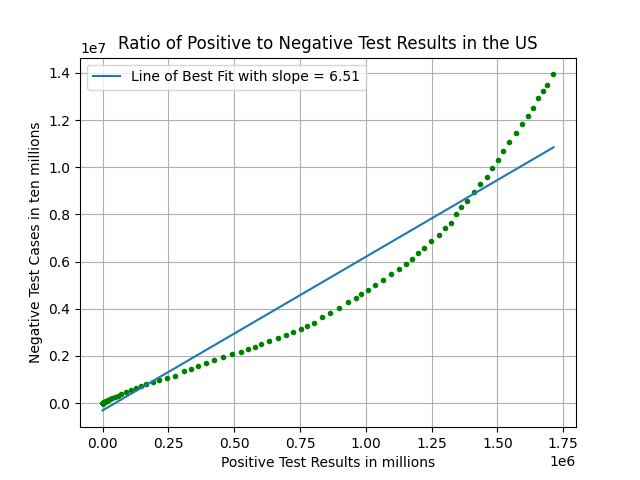 Ratio of Positive to Negative Test Results in the US
1e7
Line of Best Fit with slope = 6.51
1.4
1.2
1.0
0.8
0.6
0.4
0.2
0.0
Negative Test Cases in ten millions
0.00 0.25 0.50 0.75 1.00 1.25 1.50 1.75
1e6
Positive Test Results in millions